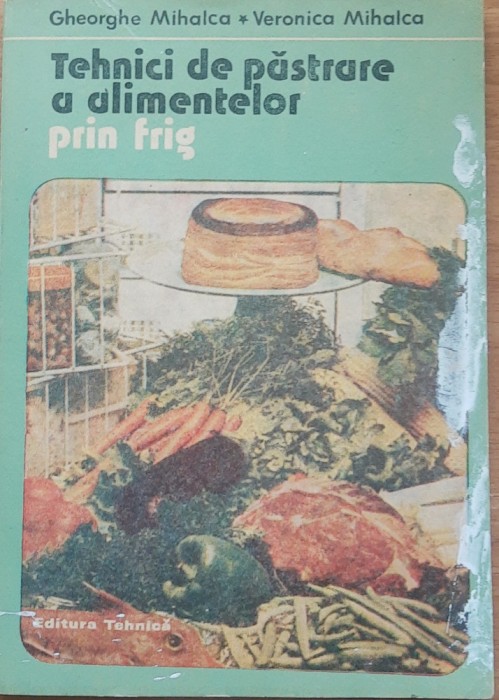 Gheorghe Mihalca * Veronica Mihalca
Tehnici de păstrare
a alimentelor
prin frig
Editura Tehnică